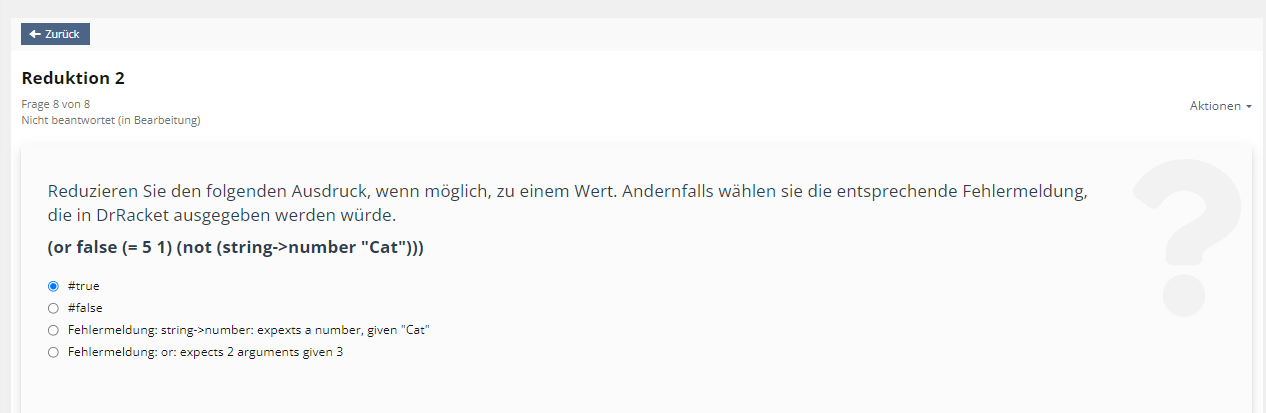 Zurück
Reduktion 2
Frage 8 von 8
Nicht beantwortet (in Bearbeitung)
Aktionen
Reduzieren Sie den folgenden Ausdruck, wenn möglich, zu einem Wert. Andernfalls wählen sie die entsprechende Fehlermeldung,
die in DrRacket ausgegeben werden würde.
(or false (= 5 1) (not (string->number "Cat")))
#true
#false
Fehlermeldung: string->number: expexts a number, given "Cat"
Fehlermeldung: or: expects 2 arguments given 3